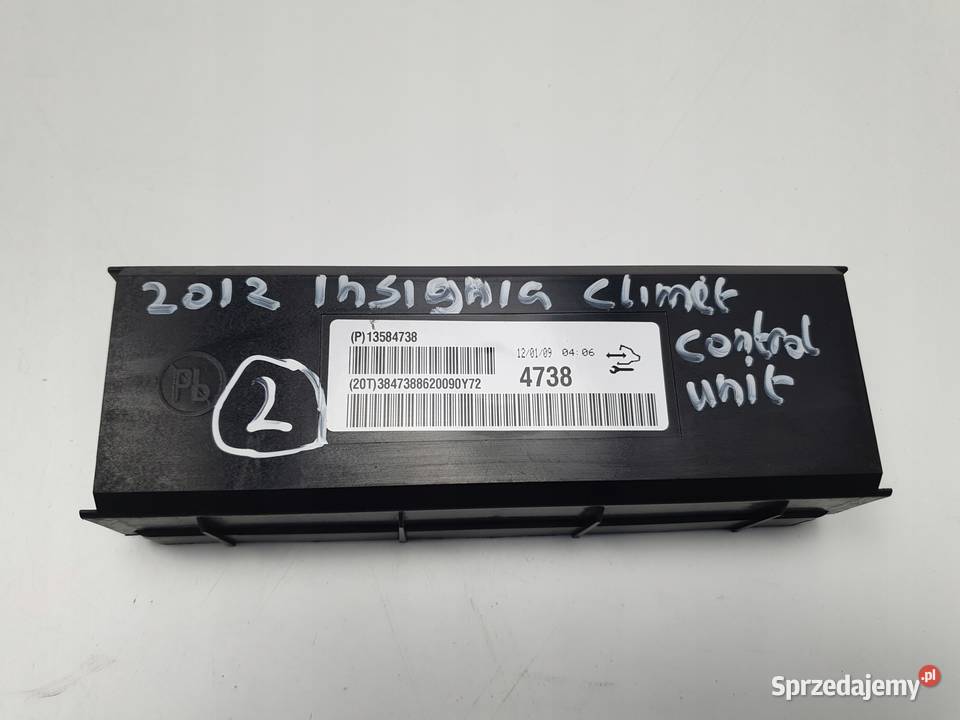 2012 Insignia Climet
control
unit
2
Pb
(P)13584738
12/01/09 04:06
(20T)3847388620090Y72
4738
Sprzedajemy.pl